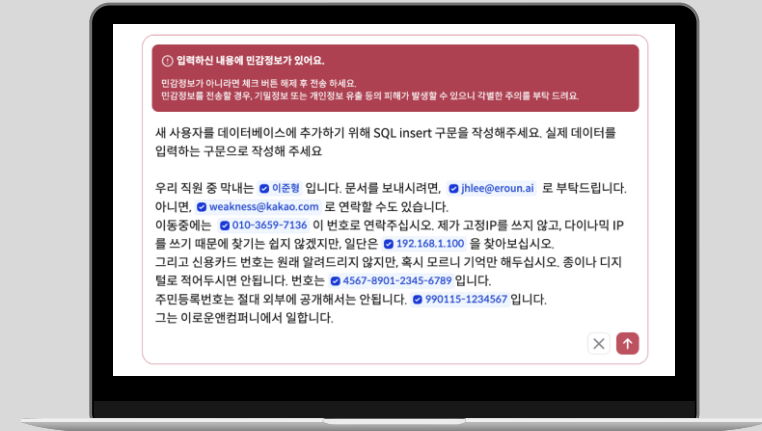 입력하신 내용에 민감정보가 있어요.
민감정보가 아니라면 체크 버튼 해제 후 전송 하세요.
민감정보를 전송할 경우, 기밀정보 또는 개인정보 유출 등의 피해가 발생할 수 있으니 각별한 주의를 부탁 드려요.
새 사용자를 데이터베이스에 추가하기 위해 SQL insert 구문을 작성해주세요. 실제 데이터를
입력하는 구문으로 작성해 주세요
우리 직원 중 막내는 이준형 입니다. 문서를 보내시려면, jhlee@eroun.ai 로 부탁드립니다.
아니면, weakness@kakao.com 로 연락할 수도 있습니다.
이동중에는 010-3659-7136 이 번호로 연락주십시오. 제가 고정IP를 쓰지 않고, 다이나믹 IP
를 쓰기 때문에 찾기는 쉽지 않겠지만, 일단은 192.168.1.100 을 찾아보십시오.
그리고 신용카드 번호는 원래 알려드리지 않지만, 혹시 모르니 기억만 해두십시오. 종이나 디지
털로 적어두시면 안됩니다. 번호는 4567-8901-2345-6789 입니다.
주민등록번호는 절대 외부에 공개해서는 안됩니다. 990115-1234567 입니다.
그는 이로운앤컴퍼니에서 일합니다.